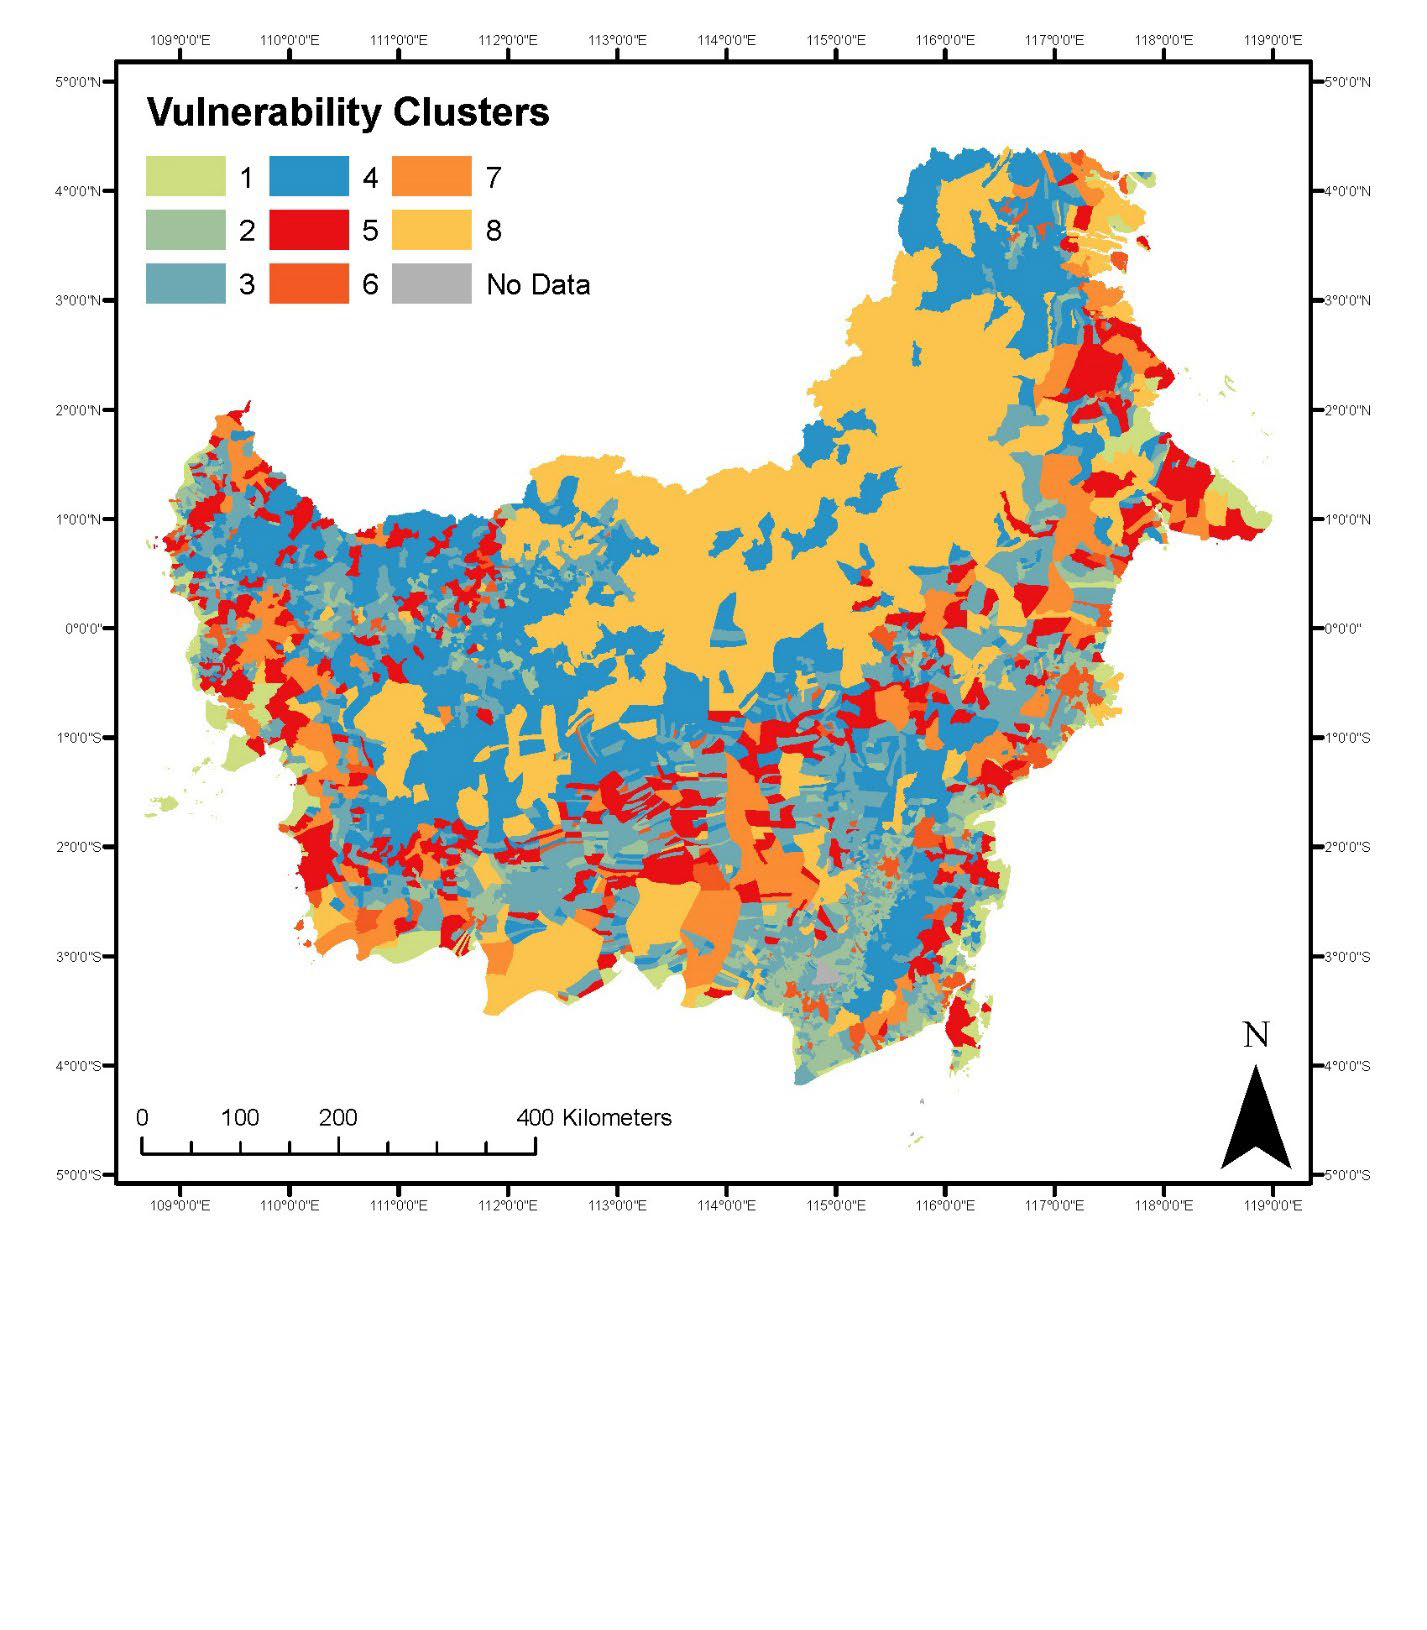 109°0'0"E 110°0'0"E 111°0'0"E 112°0'0"E 113°0'0"E 114°0'0"E 115°0'0"E 116°0'0"E 117°0'0"E 118°0'0"E 119°0'0"E
5°0'0"N 5°0'0"N
Vulnerability Clusters
1 4 7
4°0'0"N 4°0'0"N
2 5 8
3 6 No Data
3°0'0"N 3°0'0"N
2°0'0"N 2°0'0"N
1°0'0"N 1°0'0"N
0°0'0" 0°0'0"
1°0'0"S 1°0'0"S
2°0'0"S 2°0'0"S
3°0'0"S 3°0'0"S
N
4°0'0"S 4°0'0"S
0 100 200 400 Kilometers
5°0'0"S 5°0'0"S
109°0'0"E 110°0'0"E 111°0'0"E 112°0'0"E 113°0'0"E 114°0'0"E 115°0'0"E 116°0'0"E 117°0'0"E 118°0'0"E 119°0'0"E